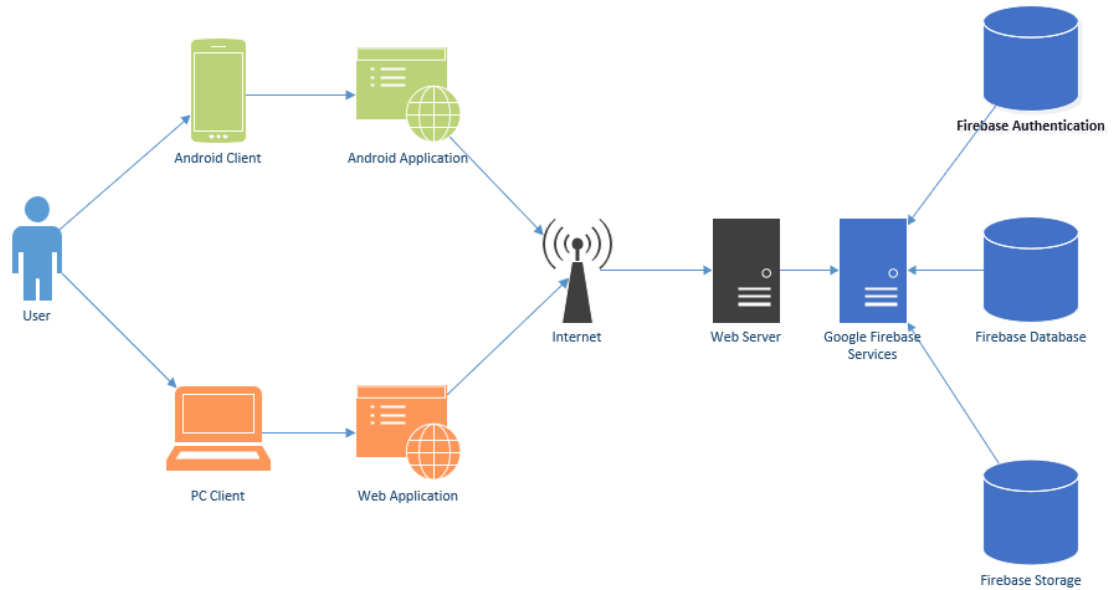 Firebase Authentication
Android Client
Android Application
User
Internet
Web Server
Google Firebase
Services
Firebase Database
PC Client
Web Application
Firebase Storage